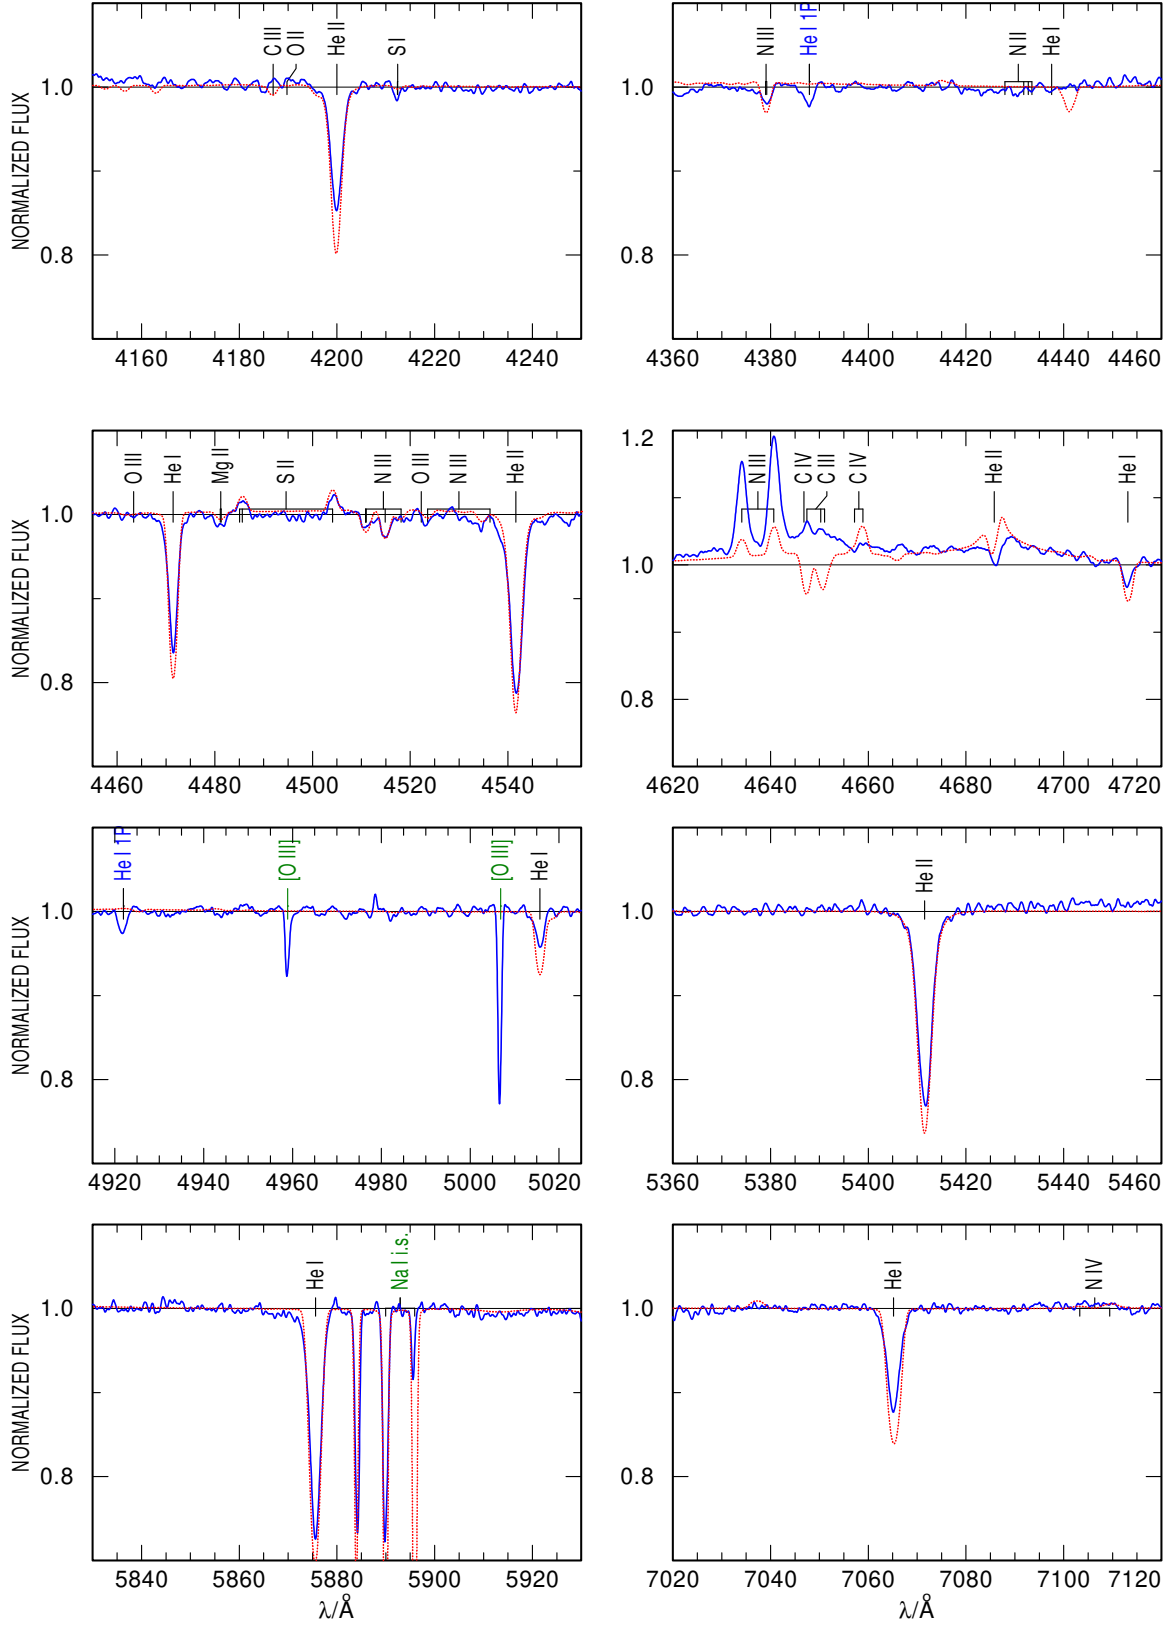 1.0
0.8
NORMALIZED FLUX
C III
O II
He II
S I
4160 4180 4200 4220 4240
N III
He I 1P
N II
He I
1.0
0.8
4360 4380 4400 4420 4440 4460
1.0
0.8
NORMALIZED FLUX
O III
He I
Mg II
S II
N III
O III
N III
He II
4460 4480 4500 4520 4540
1.2
1.0
0.8
N III
C IV
C III
C IV
He II
He I
4620 4640 4660 4680 4700 4720
1.0
0.8
NORMALIZED FLUX
He I 1P
[O III]
[O III]
He I
4920 4940 4960 4980 5000 5020
1.0
0.8
He II
5360 5380 5400 5420 5440 5460
1.0
0.8
NORMALIZED FLUX
He I
Na I i.s.
5840 5860 5880 5900 5920
λ/Å
1.0
0.8
He I
N IV
7020 7040 7060 7080 7100 7120
λ/Å